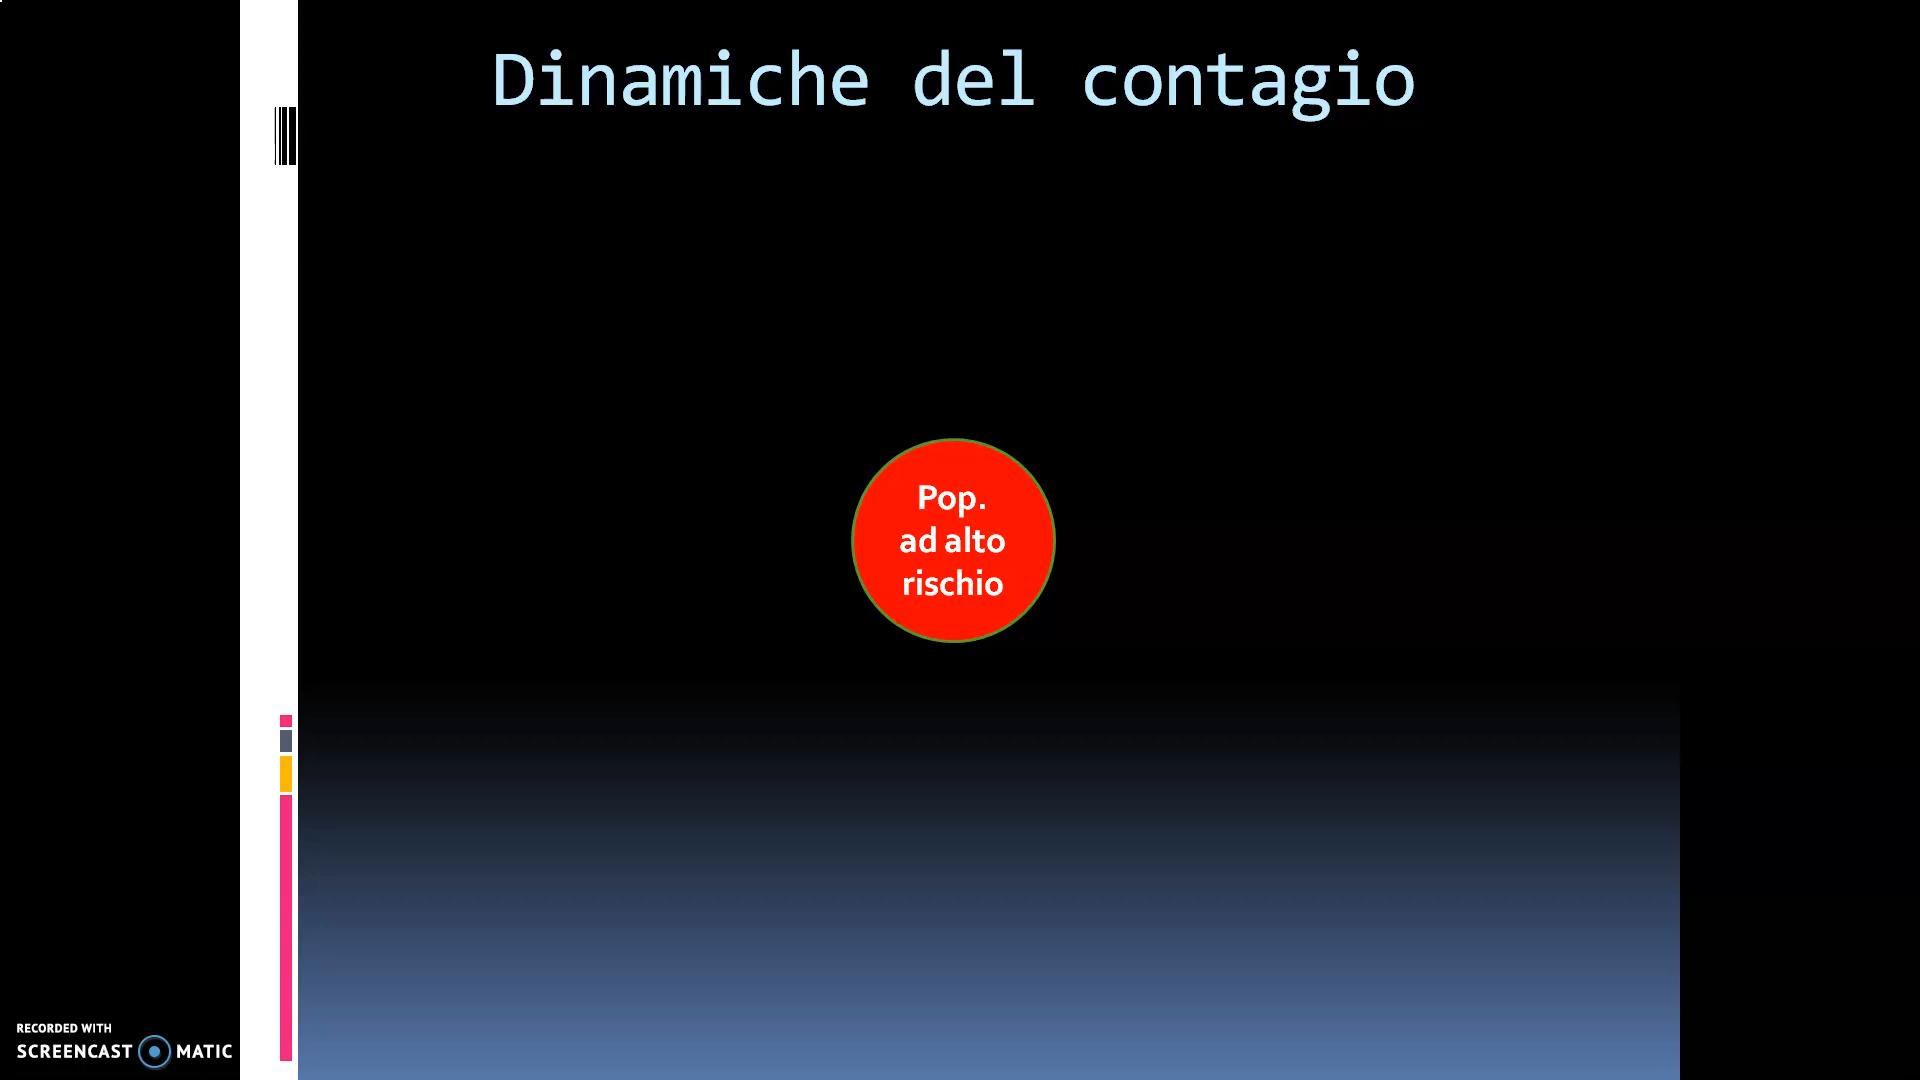 Dinamiche del contagio
Pop.
ad alto
rischio
RECORDED WITH
SCREENCAST MATIC